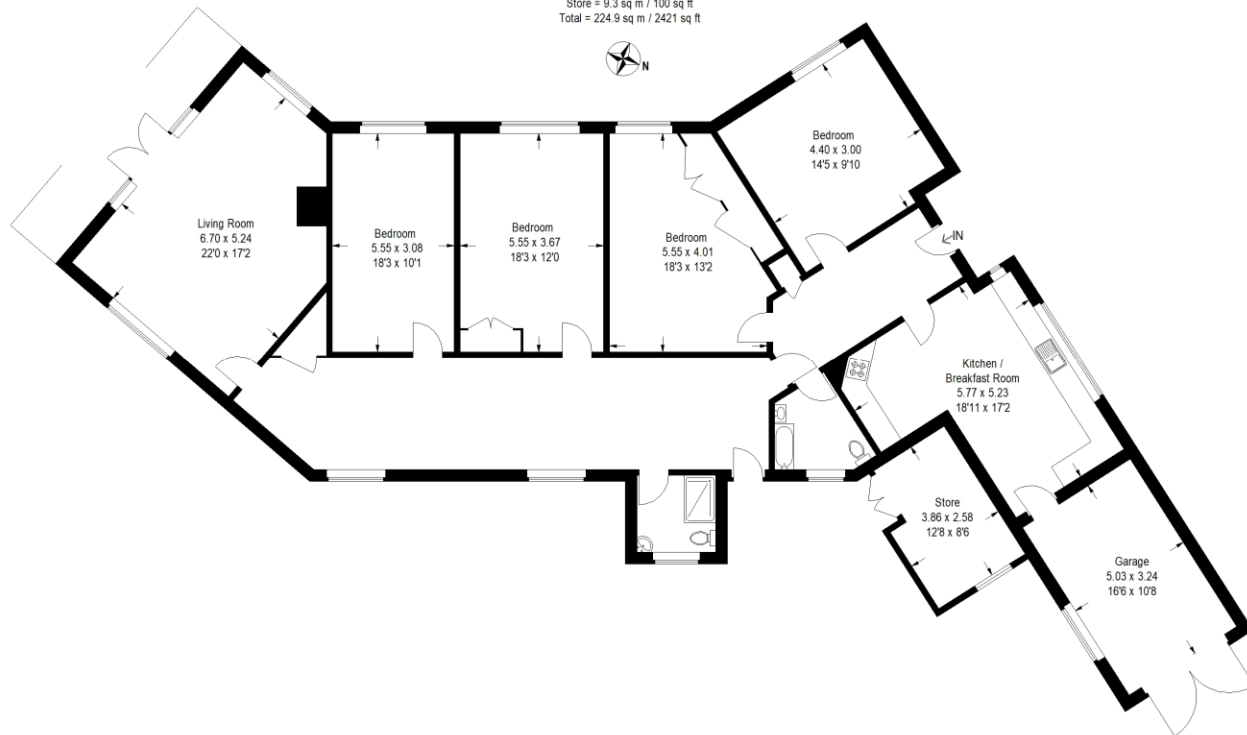 Store = 9.3 sq m / 100 sq ft
Total = 224.9 sq m / 2421 sq ft
N
Bedroom
4.40 x 3.00
14'5 x 9'10
Living Room
6.70 x 5.24
22'0 x 17'2
Bedroom
5.55 x 3.08
18'3 x 10'1
Bedroom
5.55 x 3.67
18'3 x 12'0
Bedroom
5.55 x 4.01
18'3 x 13'2
IN
Kitchen /
Breakfast Room
5.77 x 5.23
18'11 x 17'2
Store
3.86 x 2.58
12'8 x 8'6
Garage
5.03 x 3.24
16'6 x 10'8